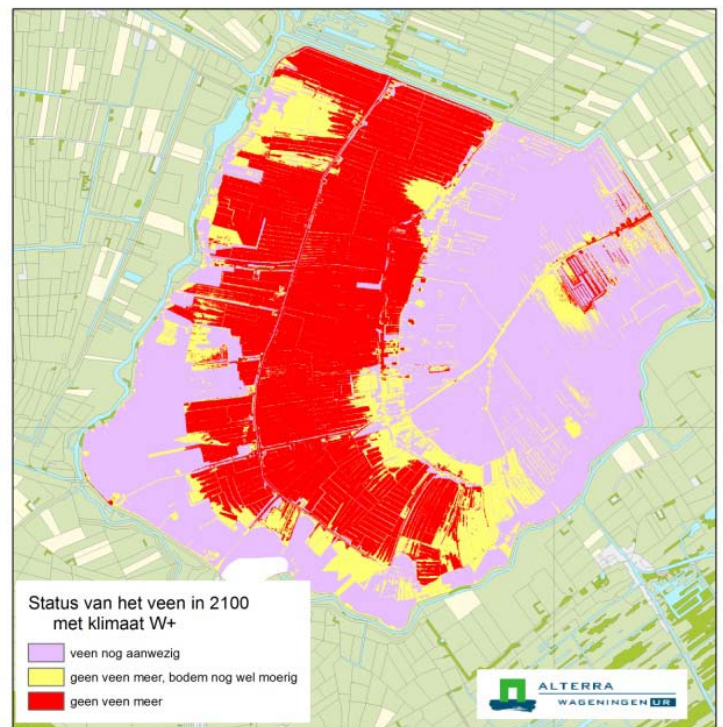 Status van het veen in 2100
met klimaat W+
veen nog aanwezig
geen veen meer, bodem nog wel moerig
geen veen meer
ALTERRA
WAGENINGEN UR